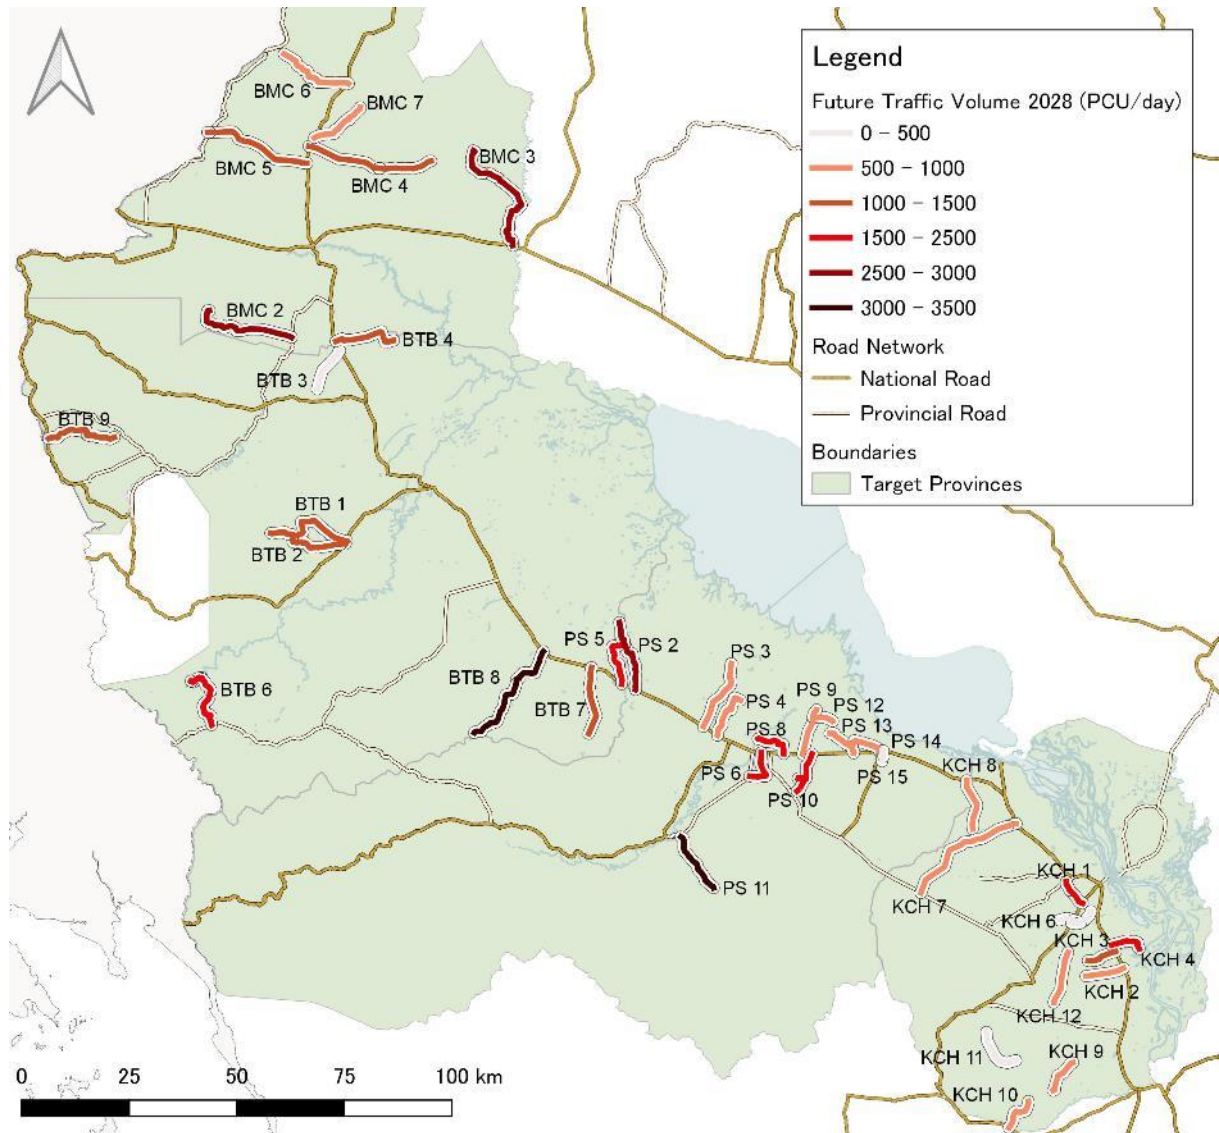 Legend
Future Traffic Volume 2028 (PCU/day)
0 – 500
500 – 1000
1000 – 1500
1500 – 2500
2500 – 3000
3000 – 3500
Road Network
National Road
Provincial Road
Boundaries
Target Provinces
BMC 6
BMC 7
BMC 5
BMC 4
BMC 3
BMC 2
BTB 4
BTB 3
BTB 9
BTB 1
BTB 2
BTB 6
BTB 8
BTB 7
PS 5
PS 2
PS 3
PS 4
PS 9
PS 12
PS 13
PS 8
PS 14
PS 6
PS 15
PS 10
PS 11
KCH 8
KCH 7
KCH 1
KCH 6
KCH 3
KCH 4
KCH 2
KCH 12
KCH 11
KCH 9
KCH 10
0 25 50 75 100 km